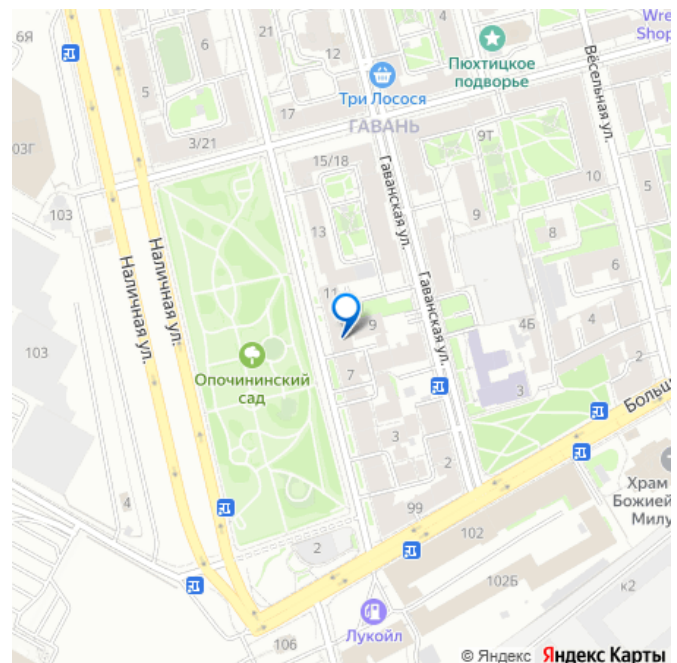 6Я
6
21
12
Wre
Shop
Пюхтицкое
подворье
Три Лосося
ГАВАНЬ
5
17
3/21
9Т
Вёсельная ул.
03Г
103
15/18
Гаванская ул.
10
5
9
13
8
Наличная ул.
Наличная ул.
6
11
Гаванская ул.
9
4Б
4
103
Опочининский
сад
7
2
3
Больш
3
2
4
99
Храм
Божией
Милу
102
2
102Б
к2
106
Лукойл
© Яндекс Яндекс Карты